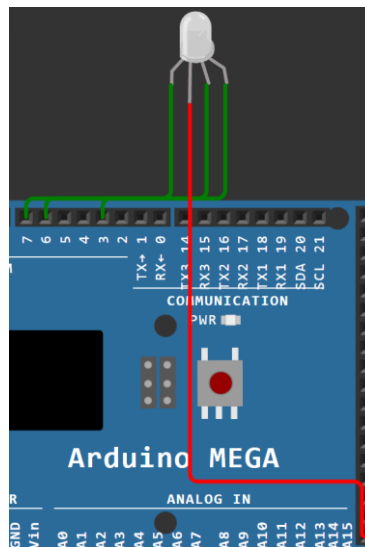 7 6 5 4 3 2 TX→ 1 RX← 0 TX3 14 RX3 15 TX2 16 RX2 17 TX1 18 RX1 19 SDA 20 SCL 21
COMMUNICATION
PWR
Arduino MEGA
ANALOG IN
GND Vin A0 A1 A2 A3 A4 A5 A6 A7 A8 A9 A10 A11 A12 A13 A14 A15